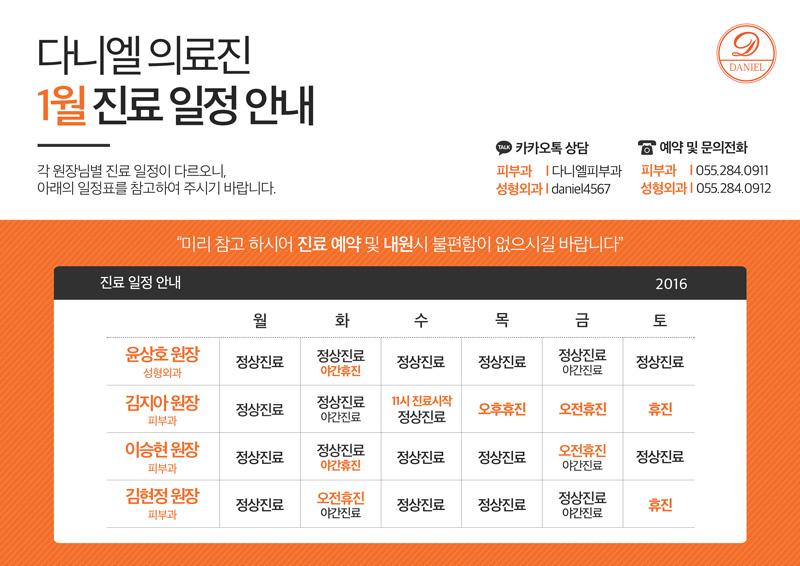 다니엘 의료진
1월 진료 일정 안내
각 원장님별 진료 일정이 다르오니,
아래의 일정표를 참고하여 주시기 바랍니다.
D
DANIEL
TALK 카카오톡 상담
피부과 | 다니엘피부과
성형외과 | daniel4567
예약 및 문의전화
피부과 | 055.284.0911
성형외과 | 055.284.0912
“미리 참고 하시어 진료 예약 및 내원시 불편함이 없으시길 바랍니다”
진료 일정 안내 2016
월 화 수 목 금 토
윤상호 원장
성형외과
정상진료
정상진료
야간휴진
정상진료
정상진료
정상진료
야간진료
정상진료
김지아 원장
피부과
정상진료
정상진료
야간진료
11시 진료시작
정상진료
오후휴진
오전휴진
휴진
이승현 원장
피부과
정상진료
정상진료
야간휴진
정상진료
정상진료
오전휴진
야간진료
정상진료
김현정 원장
피부과
정상진료
오전휴진
야간진료
정상진료
정상진료
정상진료
야간진료
휴진